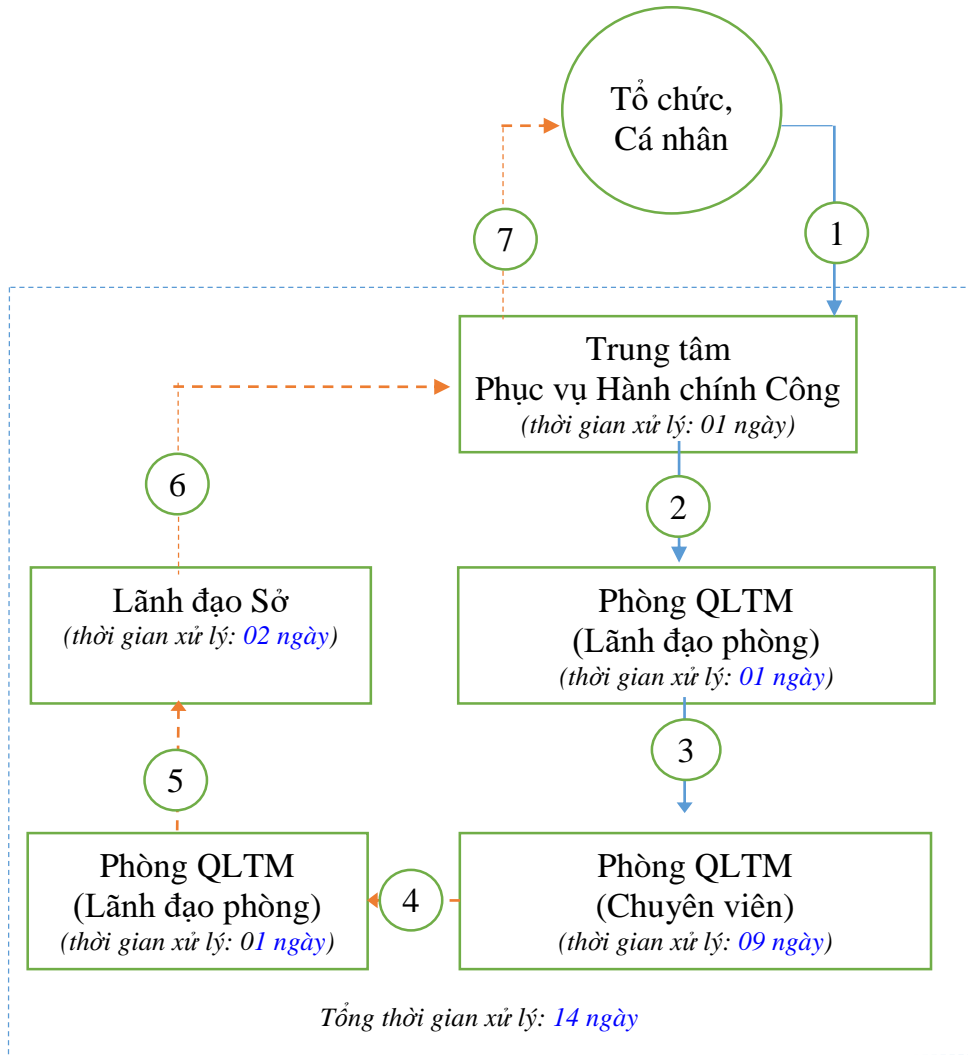 Tổ chức,
Cá nhân
7
1
Trung tâm
Phục vụ Hành chính Công
(thời gian xử lý: 01 ngày)
6
2
Lãnh đạo Sở
(thời gian xử lý: 02 ngày)
Phòng QLTM
(Lãnh đạo phòng)
(thời gian xử lý: 01 ngày)
3
5
Phòng QLTM
(Lãnh đạo phòng)
(thời gian xử lý: 01 ngày)
4
Phòng QLTM
(Chuyên viên)
(thời gian xử lý: 09 ngày)
Tổng thời gian xử lý: 14 ngày